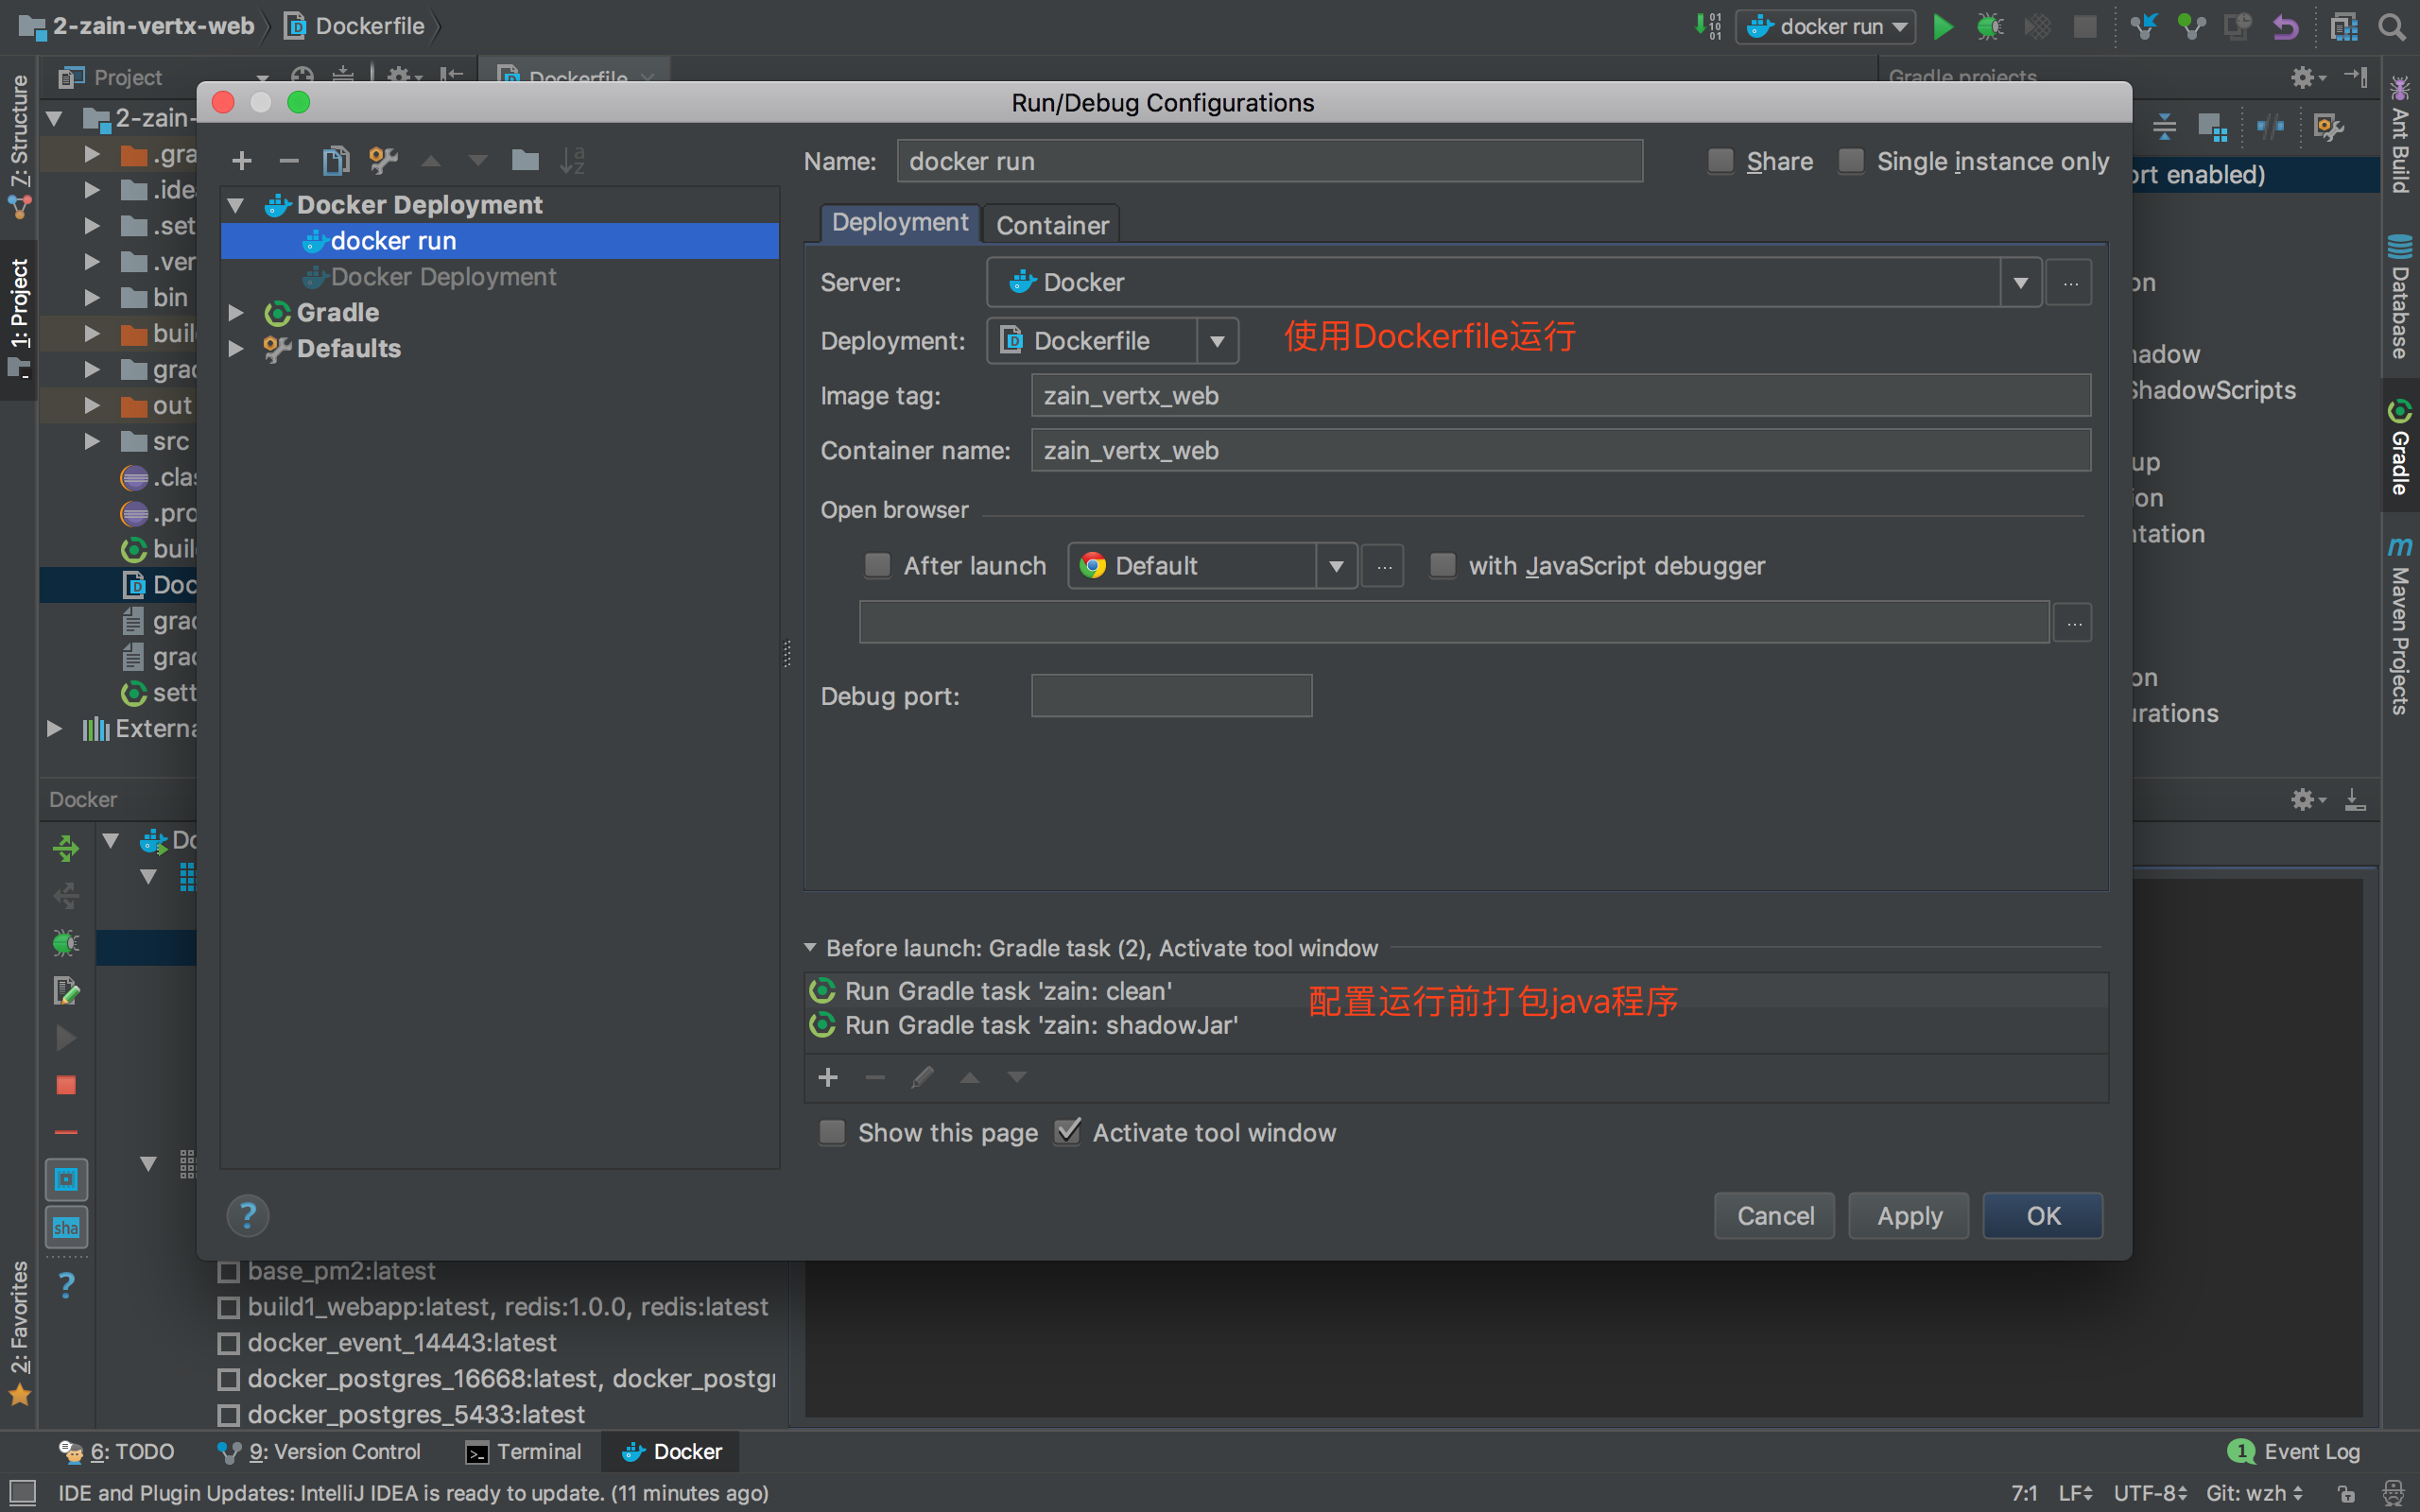 2-zain-vertx-web
Dockerfile
docker run
Project
Dockerfile
Gradle projects
Run/Debug Configurations
7: Structure
1: Project
2: Favorites
2-zain-
.gra
.idea
.set
.ver
bin
buil
grad
out
src
.clas
.pro
buil
Doc
grad
grad
sett
Externa
Docker Deployment
docker run
Docker Deployment
Gradle
Defaults
Name:
docker run
Share
Single instance only
Deployment
Container
Server:
Docker
Deployment:
Dockerfile
使用Dockerfile运行
Image tag:
zain_vertx_web
Container name:
zain_vertx_web
Open browser
After launch
Default
with JavaScript debugger
Debug port:
Before launch: Gradle task (2), Activate tool window
Run Gradle task 'zain: clean'
Run Gradle task 'zain: shadowJar'
配置运行前打包java程序
Show this page
Activate tool window
Cancel
Apply
OK
ort enabled)
on
hadow
ShadowScripts
up
ion
ntation
on
urations
Ant Build
Database
Gradle
Maven Projects
Docker
Do
sha
base_pm2:latest
build1_webapp:latest, redis:1.0.0, redis:latest
docker_event_14443:latest
docker_postgres_16668:latest, docker_postgr
docker_postgres_5433:latest
6: TODO
9: Version Control
Terminal
Docker
1 Event Log
IDE and Plugin Updates: IntelliJ IDEA is ready to update. (11 minutes ago)
7:1
LF
UTF-8
Git: wzh